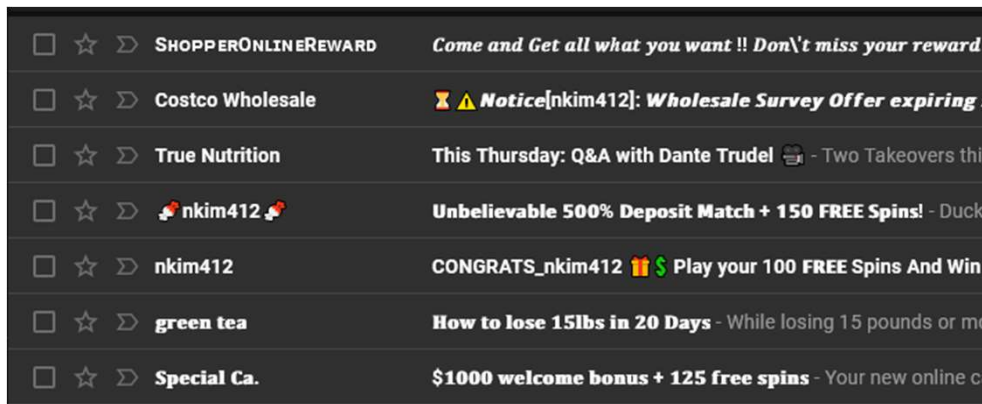 SHOPPERONLINEREWARD Come and Get all what you want !! Don\'t miss your reward
Costco Wholesale ⌛ ⚠ Notice[nkim412]: Wholesale Survey Offer expiring
True Nutrition This Thursday: Q&A with Dante Trudel 🎥 - Two Takeovers thi
📌nkim412📌 Unbelievable 500% Deposit Match + 150 FREE Spins! - Duck
nkim412 CONGRATS_nkim412 🎁💲 Play your 100 FREE Spins And Win
green tea How to lose 15lbs in 20 Days - While losing 15 pounds or mo
Special Ca. $1000 welcome bonus + 125 free spins - Your new online c